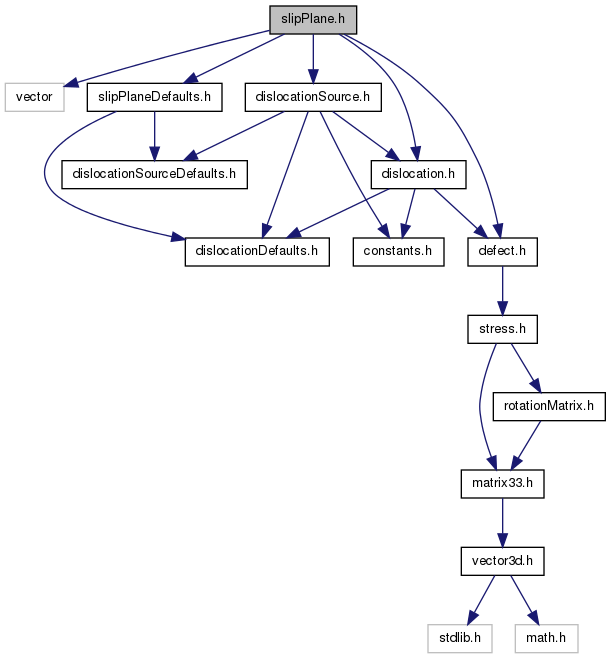 slipPlane.h
vector
slipPlaneDefaults.h
dislocationSource.h
dislocationSourceDefaults.h
dislocation.h
dislocationDefaults.h
constants.h
defect.h
stress.h
rotationMatrix.h
matrix33.h
vector3d.h
stdlib.h
math.h